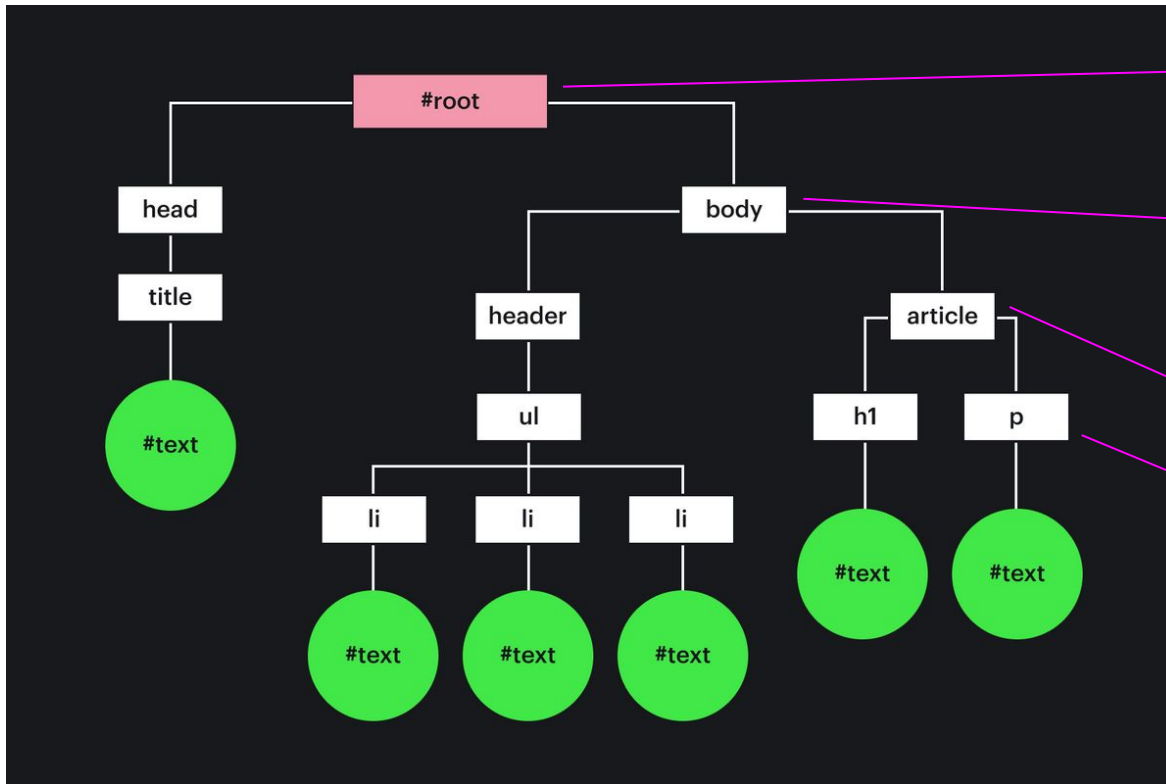 #root
head
body
title
header
article
#text
ul
h1
p
li
li
li
#text
#text
#text
#text
#text